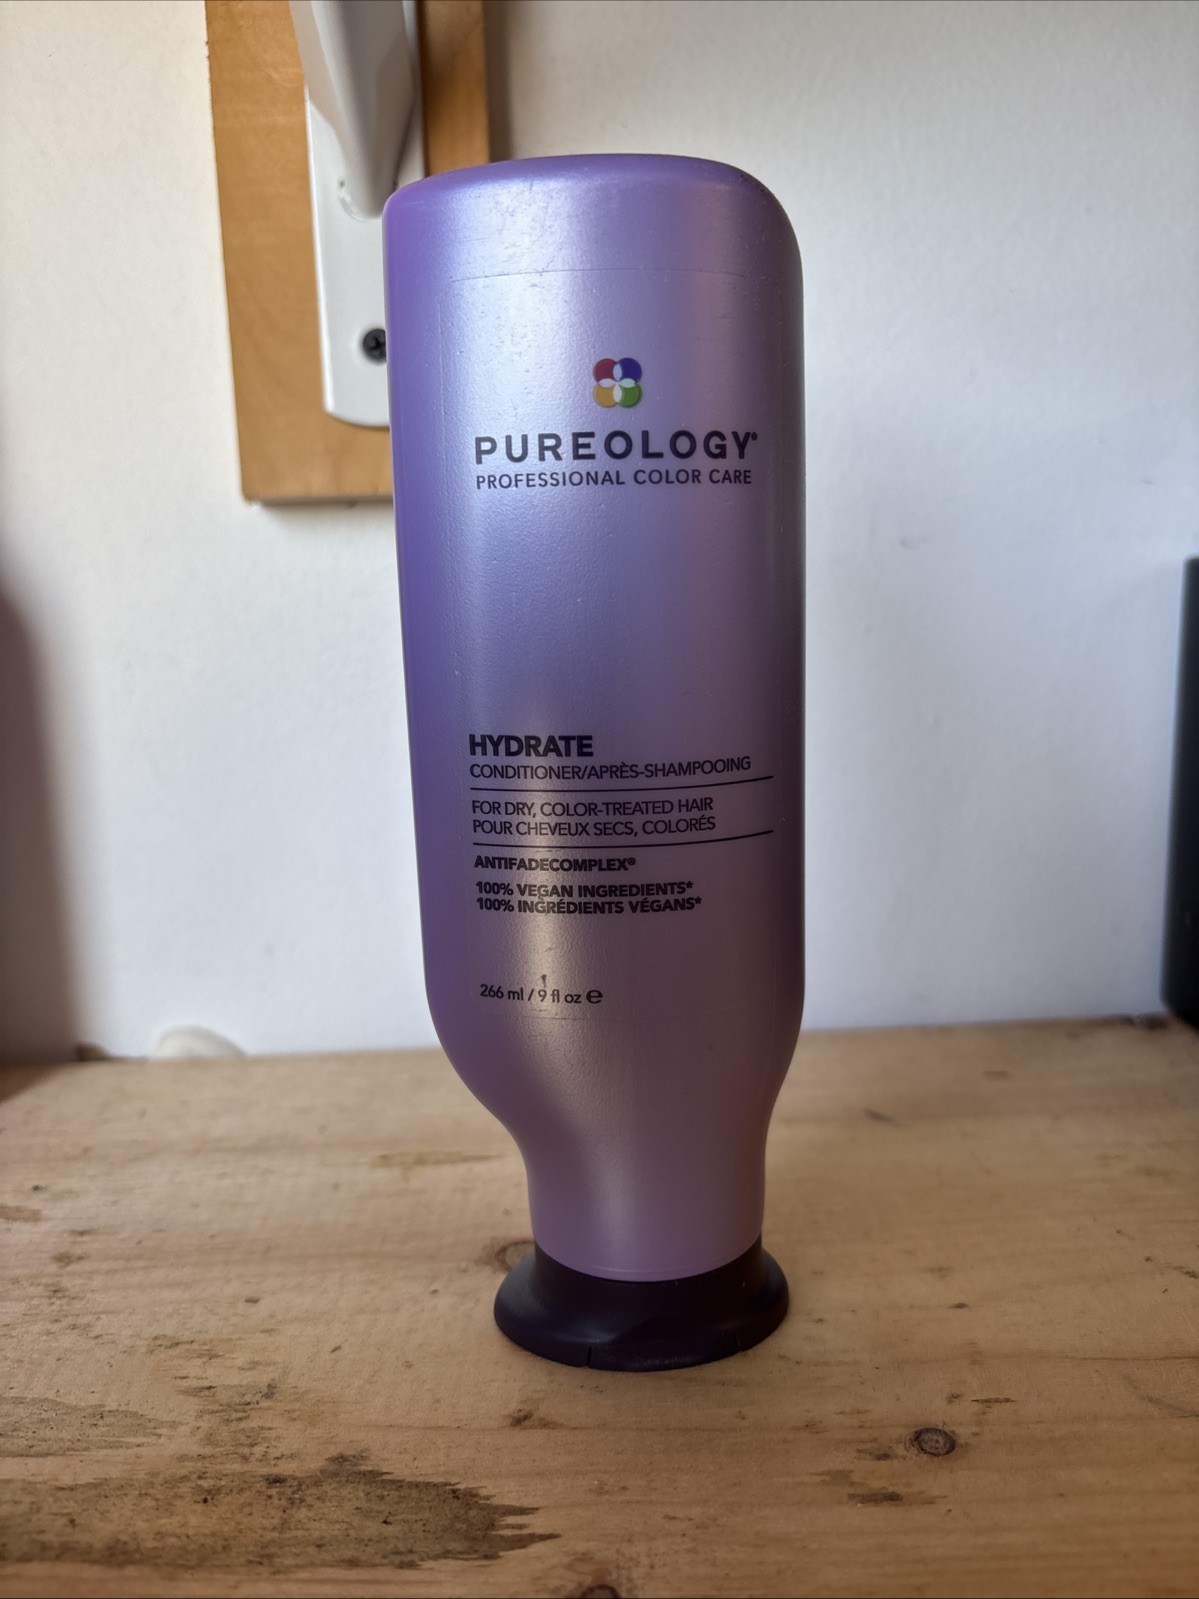 PUREOLOGY®
PROFESSIONAL COLOR CARE
HYDRATE
CONDITIONER/APRÈS-SHAMPOOING
FOR DRY, COLOR-TREATED HAIR
POUR CHEVEUX SECS, COLORÉS
ANTIFADECOMPLEX®
100% VEGAN INGREDIENTS*
100% INGRÉDIENTS VÉGANS*
266 ml / 9 fl oz ℮